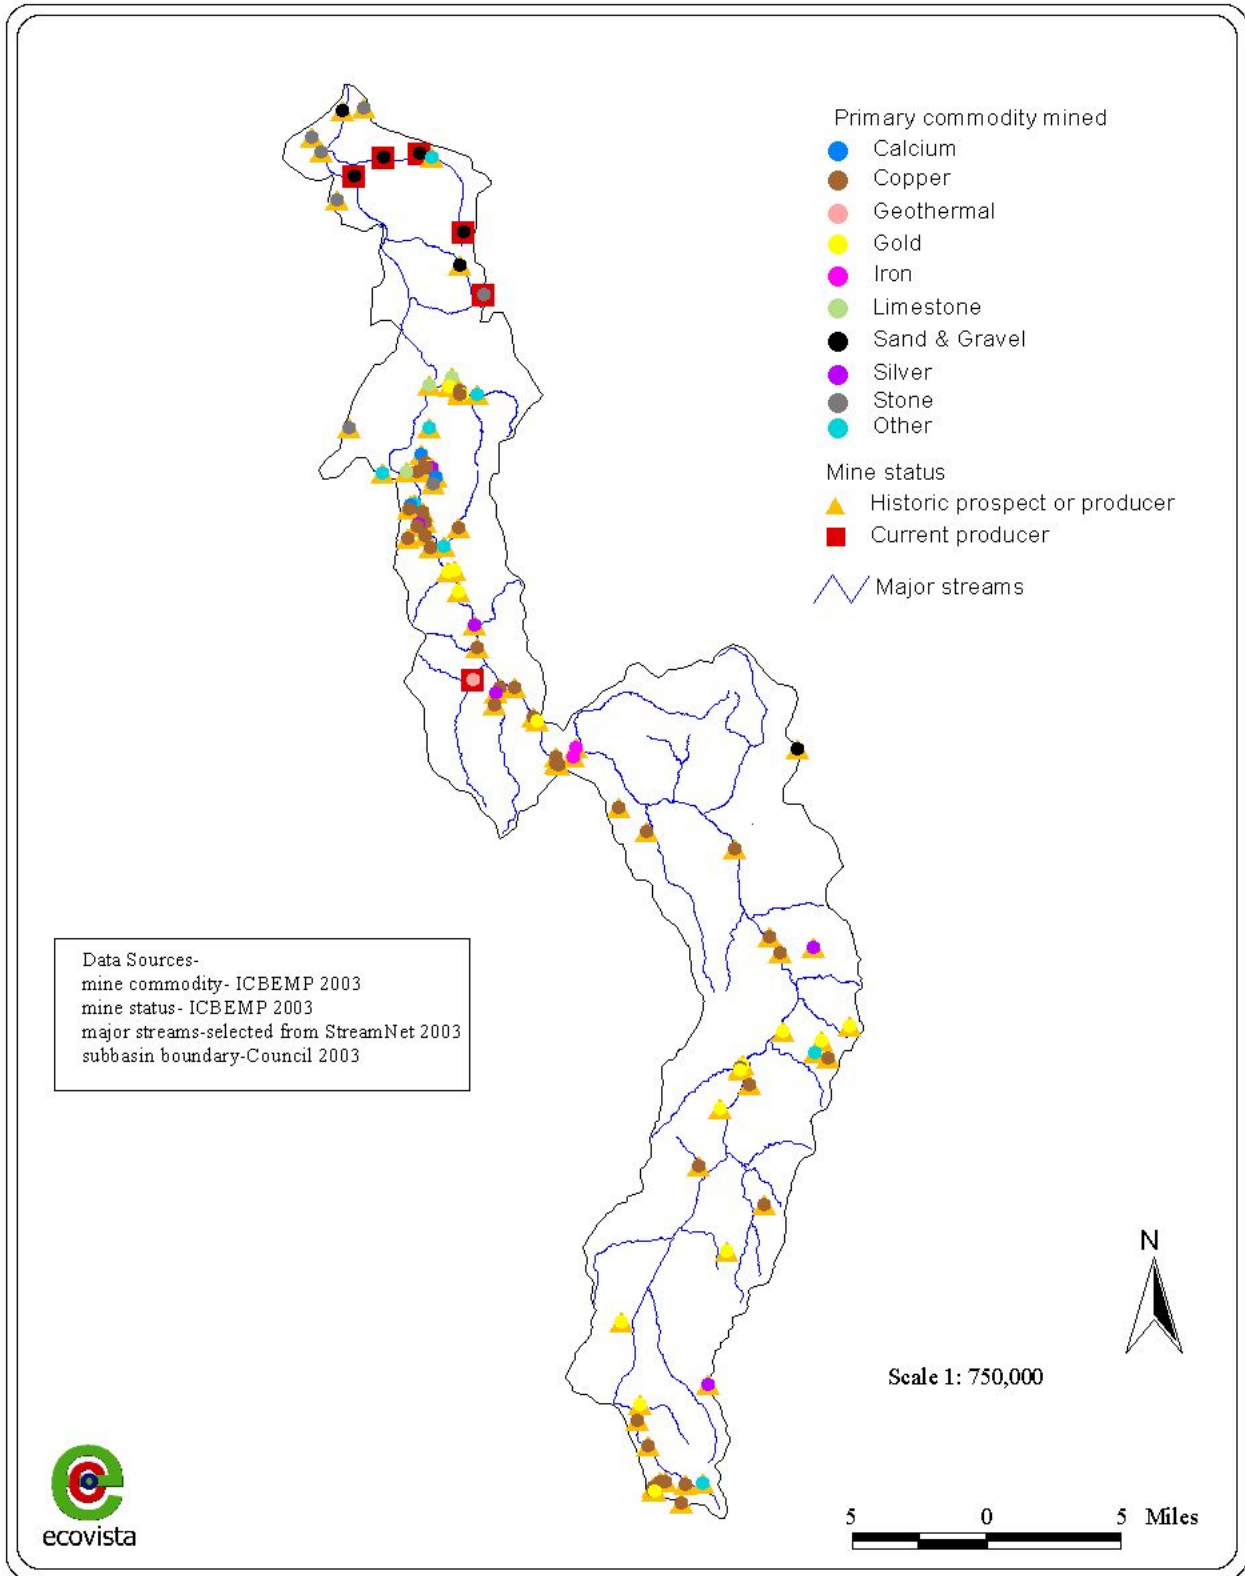 Primary commodity mined
Calcium
Copper
Geothermal
Gold
Iron
Limestone
Sand & Gravel
Silver
Stone
Other
Mine status
Historic prospect or producer
Current producer
Major streams
Data Sources-
mine commodity- ICBEMP 2003
mine status- ICBEMP 2003
major streams-selected from StreamNet 2003
subbasin boundary-Council 2003
N
Scale 1: 750,000
ecovista
5 0 5 Miles